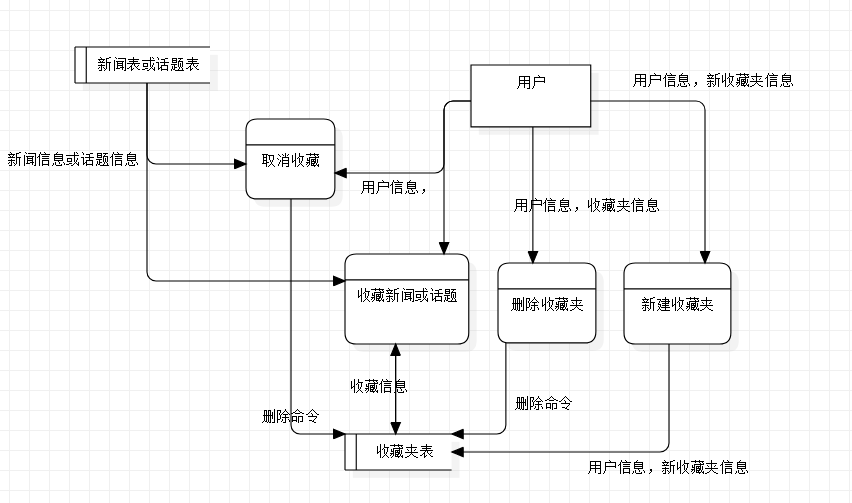 新闻表或话题表
用户
用户信息，新收藏夹信息
新闻信息或话题信息
取消收藏
用户信息，
用户信息，收藏夹信息
收藏新闻或话题
删除收藏夹
新建收藏夹
收藏信息
删除命令
删除命令
收藏夹表
用户信息，新收藏夹信息